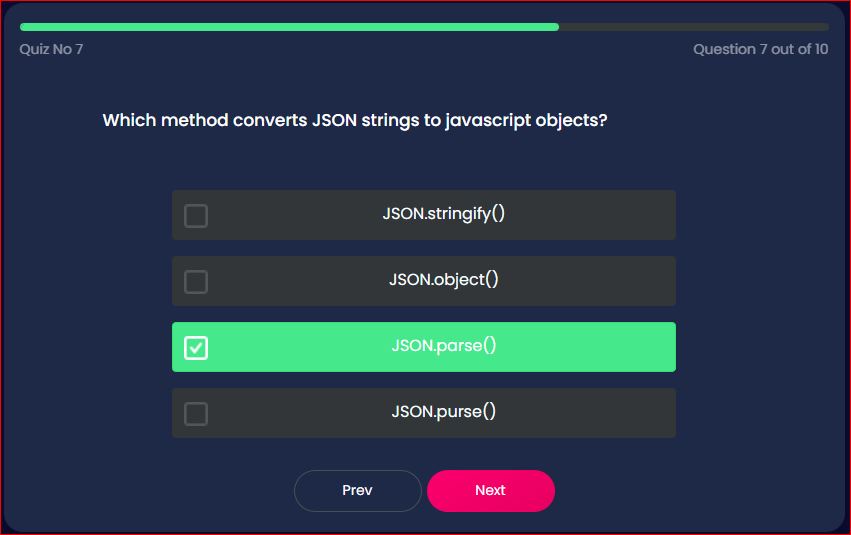 Quiz No 7
Question 7 out of 10
Which method converts JSON strings to javascript objects?
JSON.stringify()
JSON.object()
JSON.parse()
JSON.purse()
Prev
Next